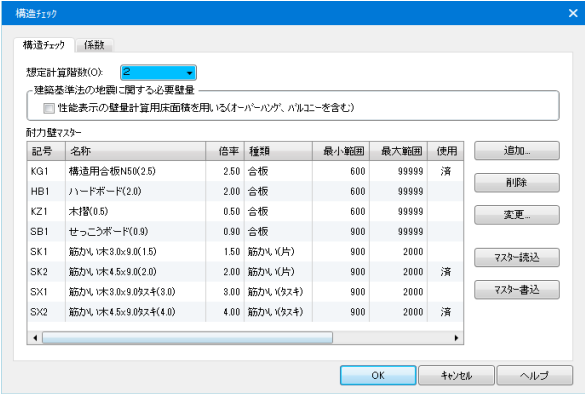 構造ﾁｪｯｸ
構造ﾁｪｯｸ 係数
想定計算階数(O): 2
建築基準法の地震に関する必要壁量
性能表示の壁量計算用床面積を用いる(ｵｰﾊﾞｰﾊﾝｸﾞ、ﾊﾞﾙｺﾆｰを含む)
耐力壁ﾏｽﾀｰ
記号 名称 倍率 種類 最小範囲 最大範囲 使用
KG1 構造用合板N50(2.5) 2.50 合板 600 99999 済
HB1 ハードボード(2.0) 2.00 合板 600 99999
KZ1 木摺(0.5) 0.50 合板 600 99999
SB1 せっこうボード(0.9) 0.90 合板 900 99999
SK1 筋かい木3.0×9.0(1.5) 1.50 筋かい(片) 900 2000
SK2 筋かい木4.5×9.0(2.0) 2.00 筋かい(片) 900 2000 済
SX1 筋かい木3.0×9.0ﾀｽｷ(3.0) 3.00 筋かい(ﾀｽｷ) 900 2000
SX2 筋かい木4.5×9.0ﾀｽｷ(4.0) 4.00 筋かい(ﾀｽｷ) 900 2000 済
追加...
削除
変更...
ﾏｽﾀｰ読込
ﾏｽﾀｰ書込
OK ｷｬﾝｾﾙ ヘルプ